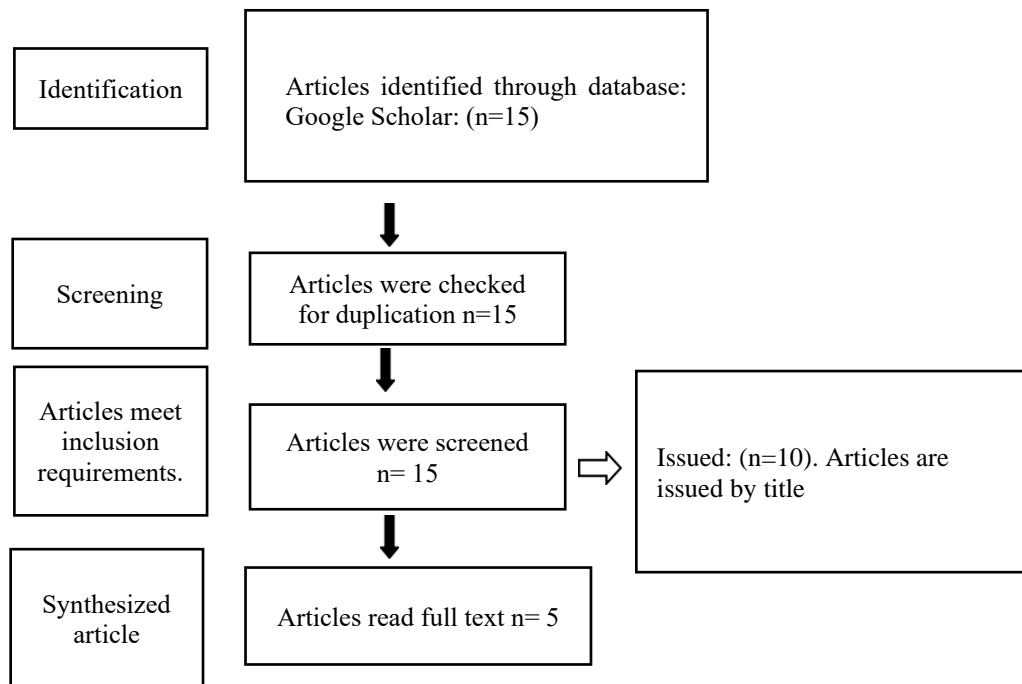 Identification
Articles identified through database:
Google Scholar: (n=15)
Screening
Articles were checked
for duplication n=15
Articles meet
inclusion
requirements.
Articles were screened
n= 15
Issued: (n=10). Articles are
issued by title
Synthesized
article
Articles read full text n= 5